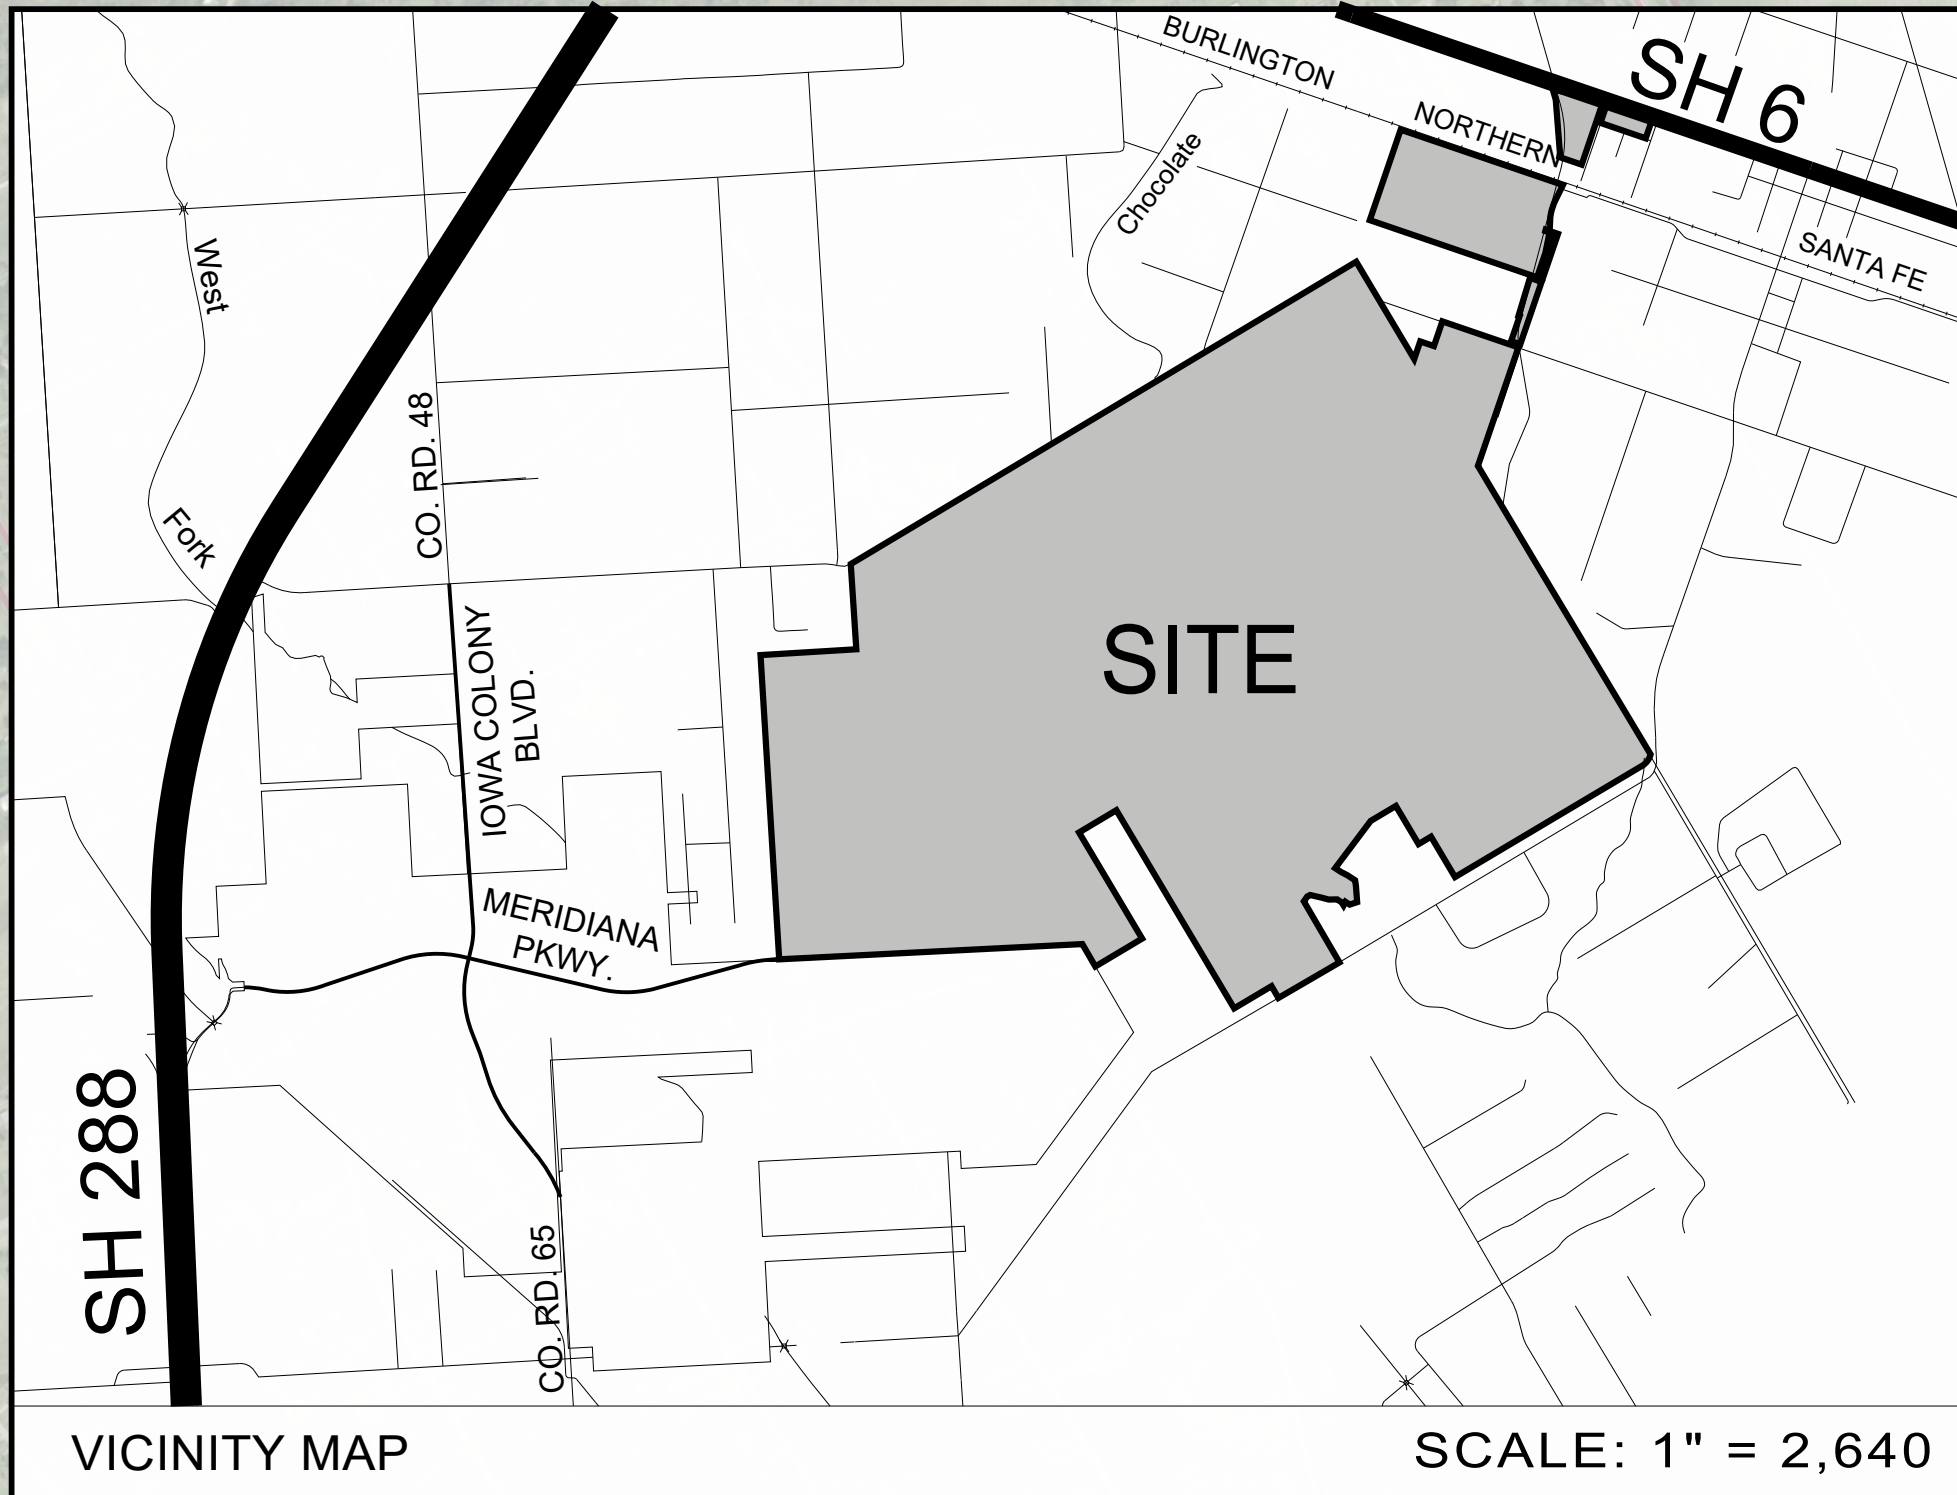 BURLINGTON
NORTHERN
SH 6
SANTA FE
Chocolate
West
Fork
CO. RD. 48
IOWA COLONY
BLVD.
SITE
MERIDIANA
PKWY.
SH 288
CO. RD. 65
VICINITY MAP
SCALE: 1" = 2,640